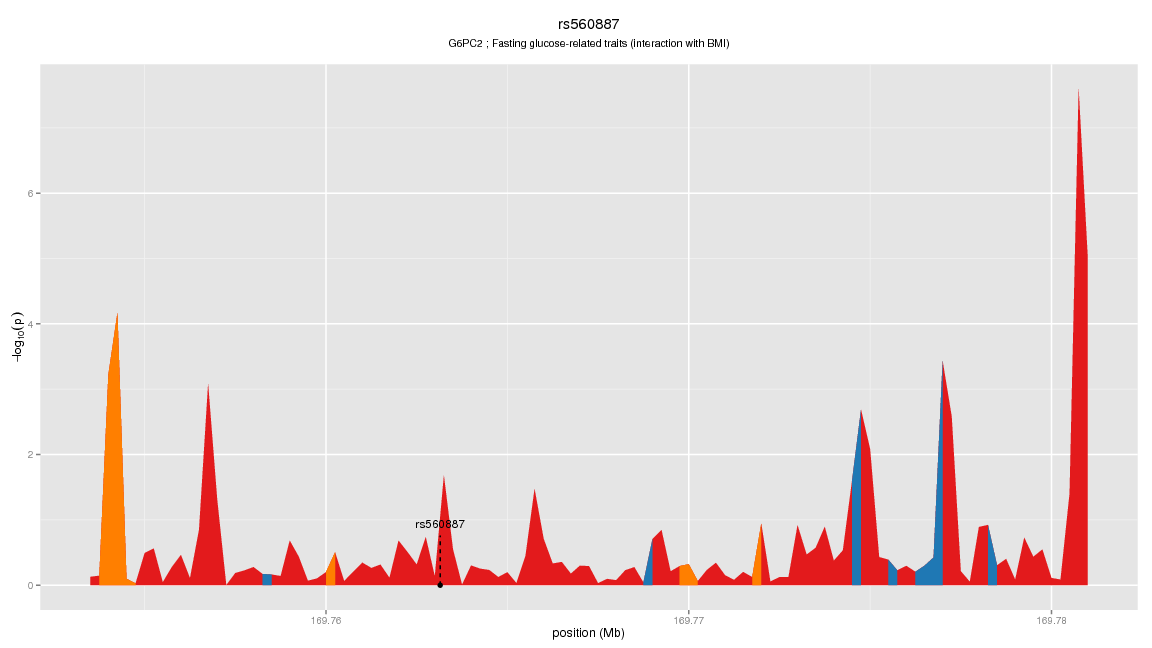 rs560887
G6PC2 ; Fasting glucose-related traits (interaction with BMI)
−log10(p)
6
4
2
0
rs560887
169.76
169.77
169.78
position (Mb)